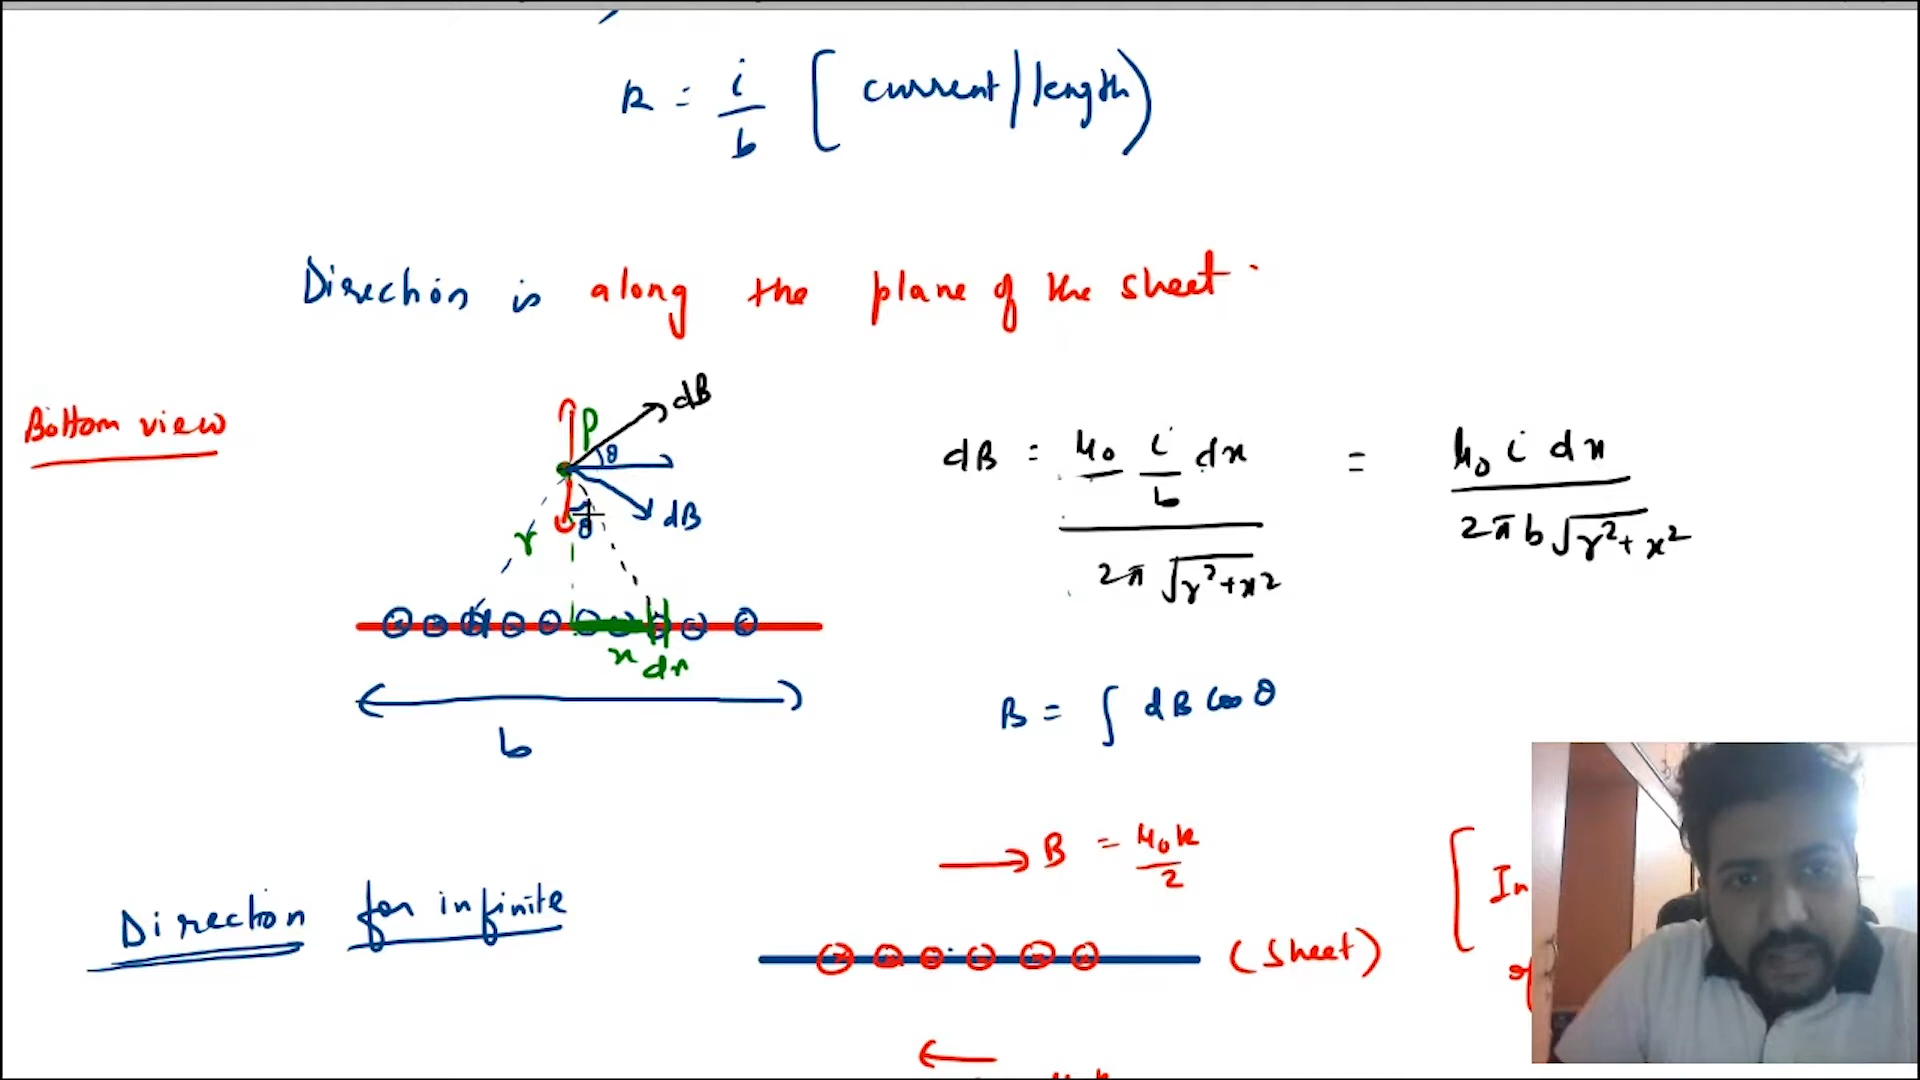 k = i/b [current/length)
Direction is along the plane of the sheet.
Bottom view
P
dB
θ
dB
θ
r
x
dx
b
dB = μ0 i/b dx / 2π √r²+x² = μ0 i dx / 2π b √r²+x²
B = ∫ dB cos θ
B = μ0k/2
Direction for infinite
(sheet)
[In